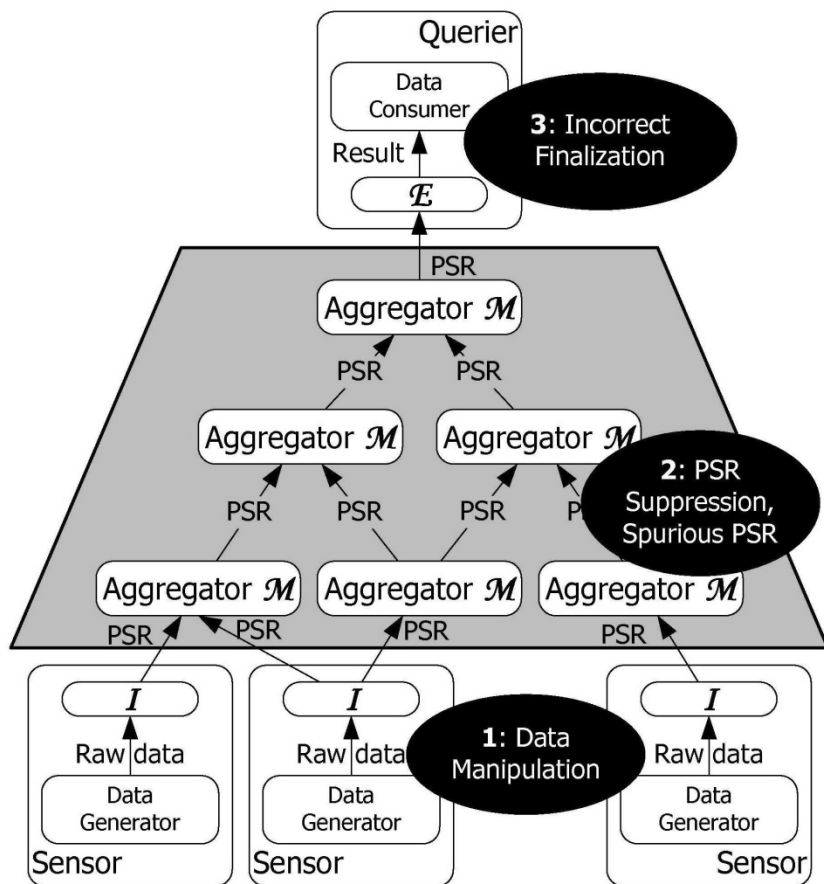 Querier
Data
Consumer
3: Incorrect
Finalization
Result
ℰ
PSR
Aggregator ℳ
PSR PSR
Aggregator ℳ Aggregator ℳ
2: PSR
Suppression,
Spurious PSR
PSR PSR PSR
Aggregator ℳ Aggregator ℳ Aggregator ℳ
PSR PSR PSR PSR
I I I
1: Data
Manipulation
Raw data Raw data Raw data
Data Data Data
Generator Generator Generator
Sensor Sensor Sensor